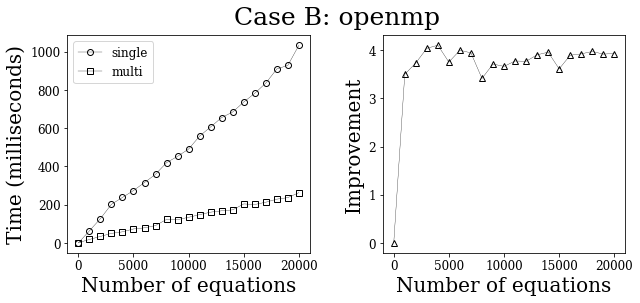 Case B: openmp
Time (milliseconds)
1000
800
600
400
200
0
single
multi
0 5000 10000 15000 20000
Number of equations
Improvement
4
3
2
1
0
0 5000 10000 15000 20000
Number of equations